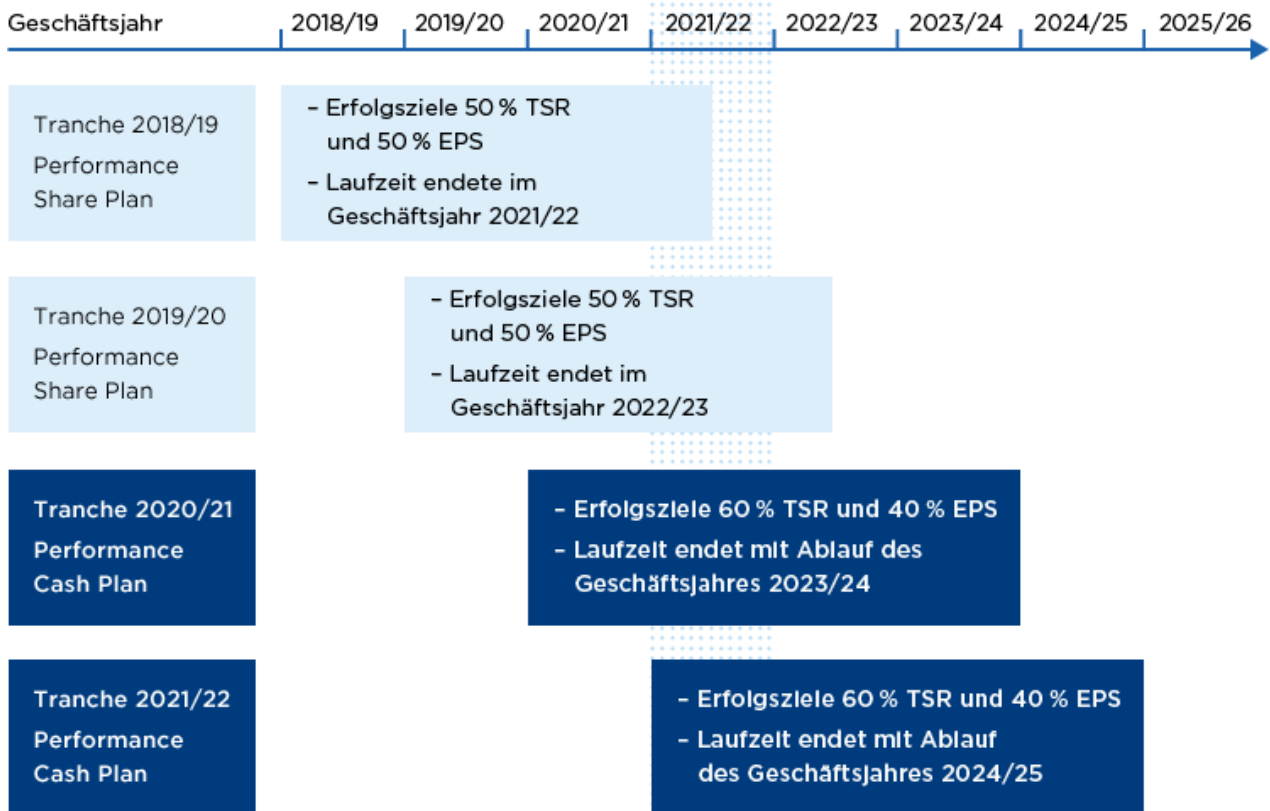 Geschäftsjahr 2018/19 2019/20 2020/21 2021/22 2022/23 2023/24 2024/25 2025/26
Tranche 2018/19
Performance
Share Plan
– Erfolgsziele 50 % TSR
und 50 % EPS
– Laufzeit endete im
Geschäftsjahr 2021/22
Tranche 2019/20
Performance
Share Plan
– Erfolgsziele 50 % TSR
und 50 % EPS
– Laufzeit endet im
Geschäftsjahr 2022/23
Tranche 2020/21
Performance
Cash Plan
– Erfolgsziele 60 % TSR und 40 % EPS
– Laufzeit endet mit Ablauf des
Geschäftsjahres 2023/24
Tranche 2021/22
Performance
Cash Plan
– Erfolgsziele 60 % TSR und 40 % EPS
– Laufzeit endet mit Ablauf
des Geschäftsjahres 2024/25